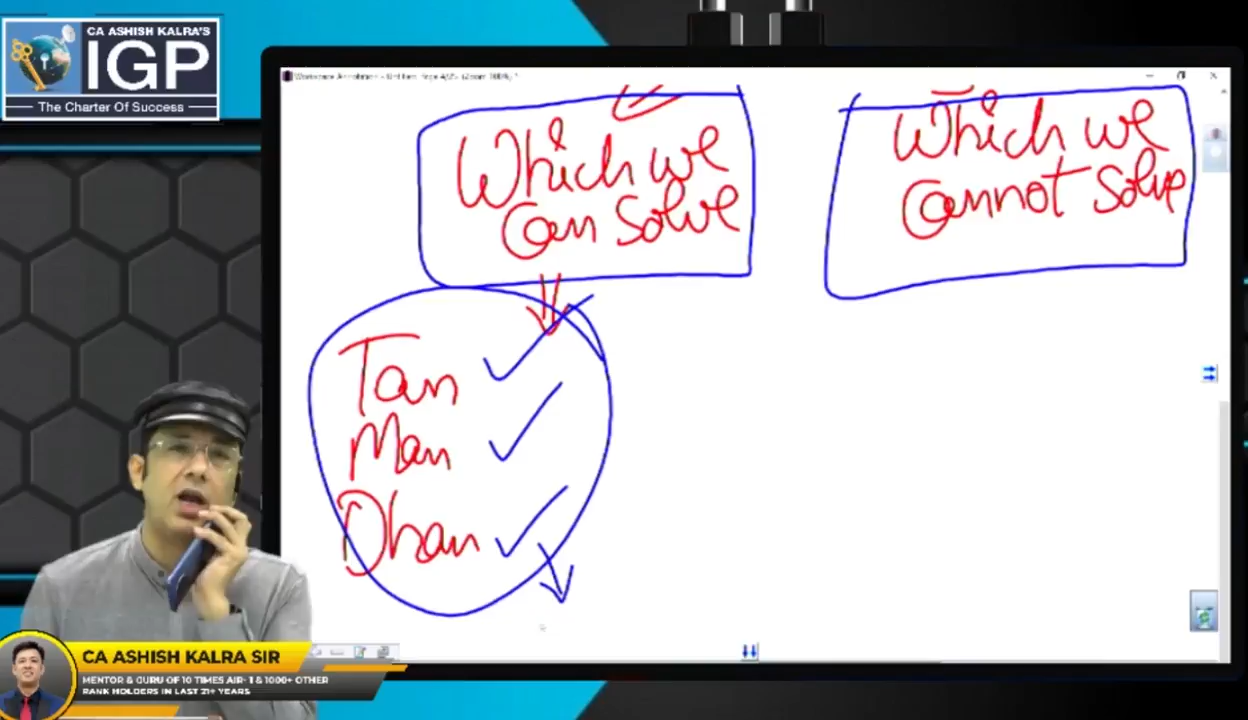 CA ASHISH KALRA'S
IGP
The Charter Of Success
Which we
Can Solve
Which we
Cannot Solve
Tan
Man
Dhan
CA ASHISH KALRA SIR
MENTOR & GURU OF 10 TIMES AIR-1 & 1000+ OTHER
RANK HOLDERS IN LAST 21+ YEARS